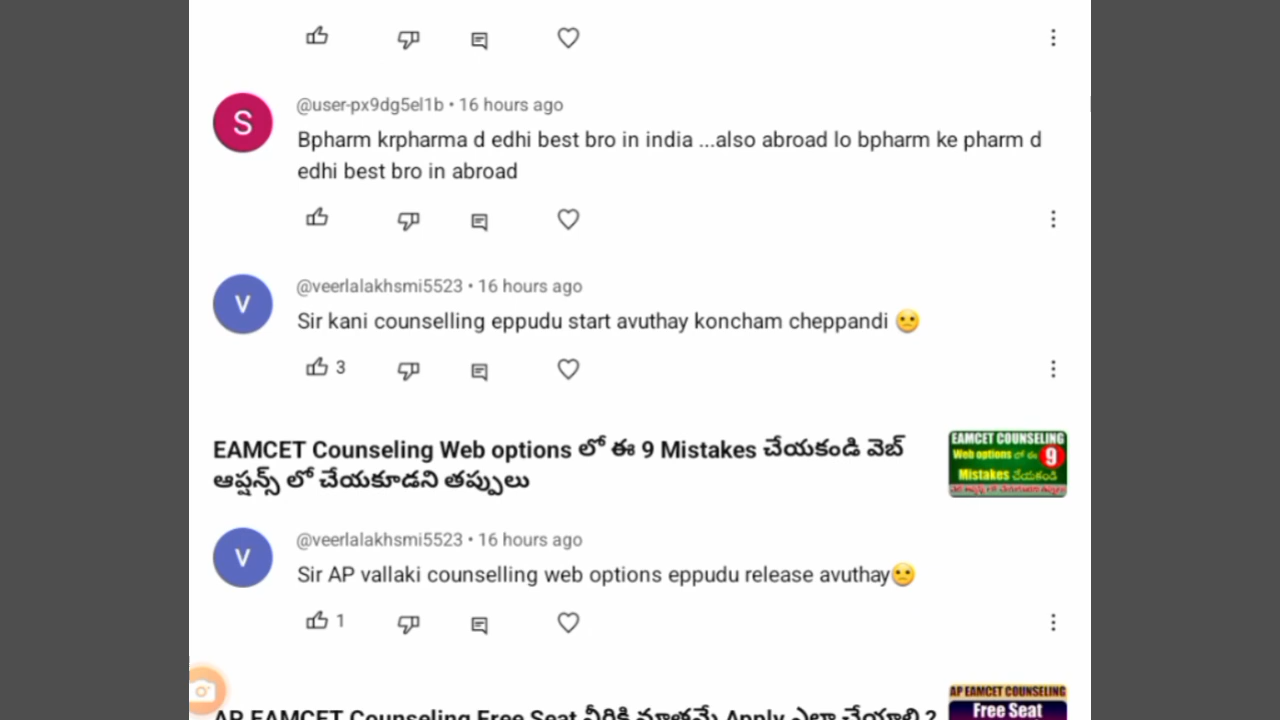 @user-px9dg5el1b • 16 hours ago
Bpharm krpharma d edhi best bro in india ...also abroad lo bpharm ke pharm d
edhi best bro in abroad
@veerlalakhsmi5523 • 16 hours ago
Sir kani counselling eppudu start avuthay koncham cheppandi 😕
3
EAMCET Counseling Web options లో ఈ 9 Mistakes చేయకండి వెబ్
ఆప్షన్స్ లో చేయకూడని తప్పులు
EAMCET COUNSELING
Web options లో ఈ 9
Mistakes చేయకండి
@veerlalakhsmi5523 • 16 hours ago
Sir AP vallaki counselling web options eppudu release avuthay😕
1
AP EAMCET Counseling Free Seat వీరికి మాత్రమే Apply ఎలా చేయాలి ?
AP EAMCET COUNSELING
Free Seat